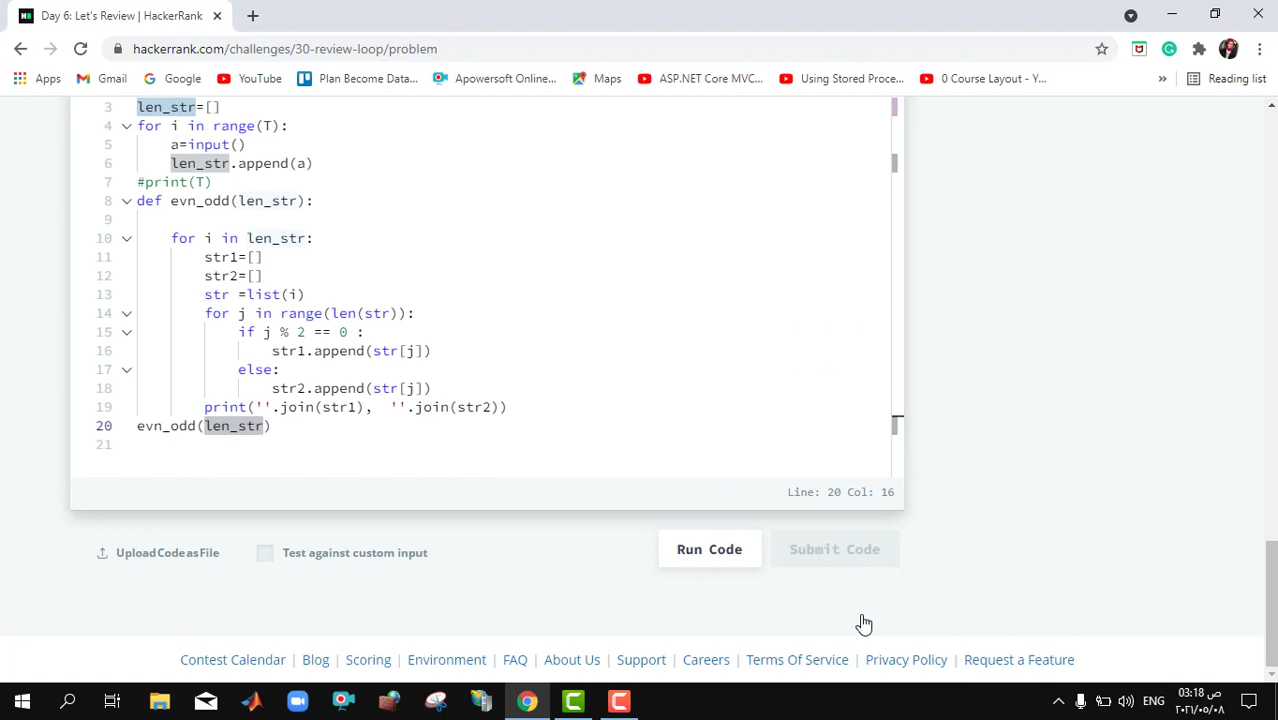 Day 6: Let's Review | HackerRank
hackerrank.com/challenges/30-review-loop/problem
Apps Gmail Google YouTube Plan Become Data... Apowersoft Online... Maps ASP.NET Core MVC... Using Stored Proce... 0 Course Layout - Y... » Reading list
3 len_str=[]
4 for i in range(T):
5 a=input()
6 len_str.append(a)
7 #print(T)
8 def evn_odd(len_str):
9
10 for i in len_str:
11 str1=[]
12 str2=[]
13 str =list(i)
14 for j in range(len(str)):
15 if j % 2 == 0 :
16 str1.append(str[j])
17 else:
18 str2.append(str[j])
19 print(''.join(str1),  ''.join(str2))
20 evn_odd(len_str)
21
Line: 20 Col: 16
Upload Code as File Test against custom input Run Code Submit Code
Contest Calendar | Blog | Scoring | Environment | FAQ | About Us | Support | Careers | Terms Of Service | Privacy Policy | Request a Feature
ENG 03:18 ص
٢٠٢١/٠٥/٠٨